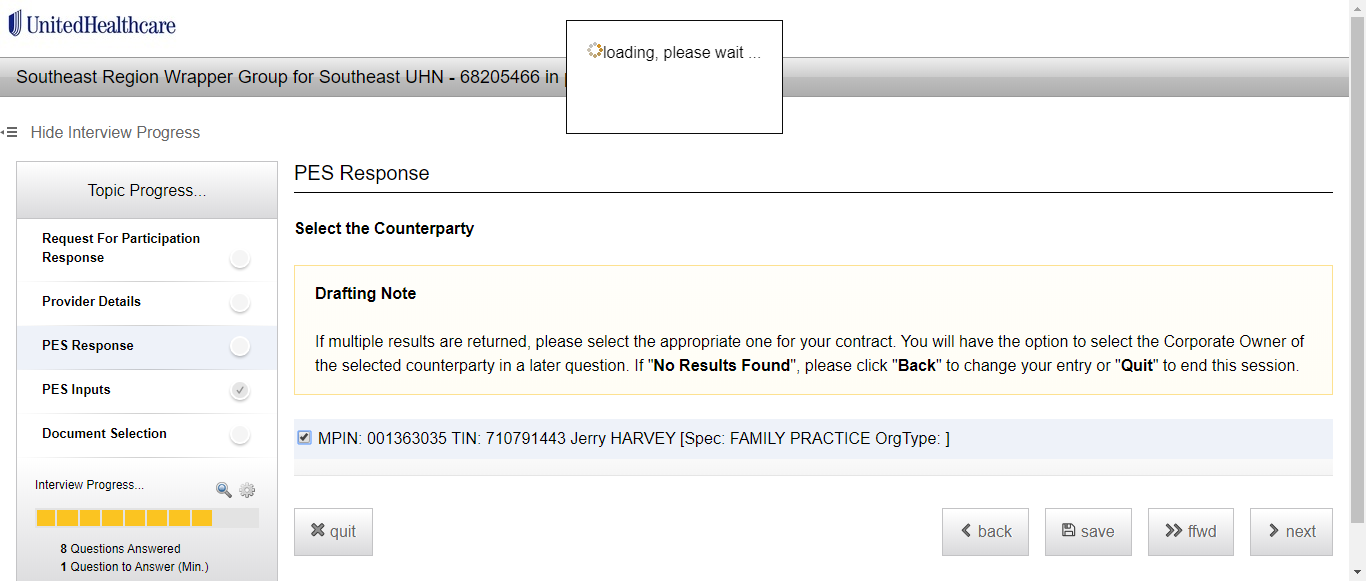 UnitedHealthcare
loading, please wait ...
Southeast Region Wrapper Group for Southeast UHN - 68205466 in
Hide Interview Progress
Topic Progress...
Request For Participation
Response
Provider Details
PES Response
PES Inputs
Document Selection
Interview Progress...
8 Questions Answered
1 Question to Answer (Min.)
PES Response
Select the Counterparty
Drafting Note
If multiple results are returned, please select the appropriate one for your contract. You will have the option to select the Corporate Owner of
the selected counterparty in a later question. If "No Results Found", please click "Back" to change your entry or "Quit" to end this session.
MPIN: 001363035 TIN: 710791443 Jerry HARVEY [Spec: FAMILY PRACTICE OrgType: ]
quit
back
save
ffwd
next